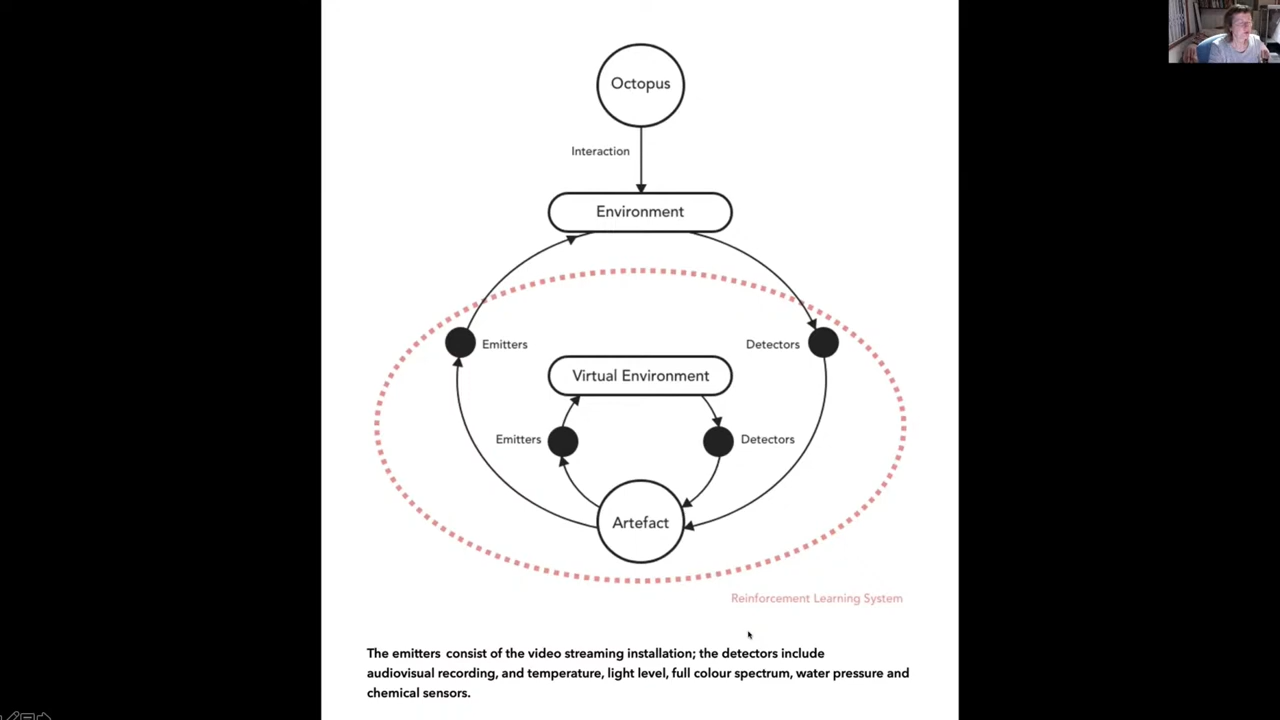 Octopus
Interaction
Environment
Emitters
Detectors
Virtual Environment
Emitters
Detectors
Artefact
Reinforcement Learning System
The emitters consist of the video streaming installation; the detectors include
audiovisual recording, and temperature, light level, full colour spectrum, water pressure and
chemical sensors.